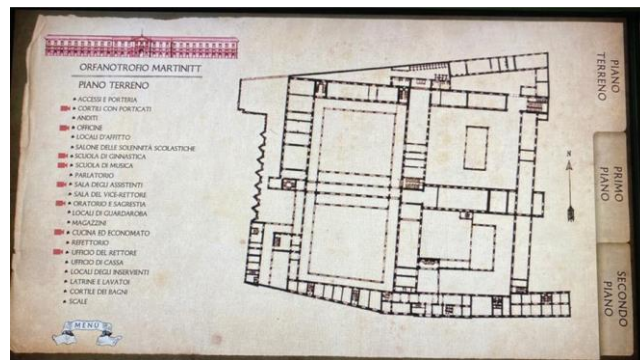 ORFANOTROFIO MARTINITT
PIANO TERRENO
• ACCESSI E PORTERIA
• CORTILI CON PORTICATI
• ANDITI
• OFFICINE
• LOCALI D'AFFITTO
• SALONE DELLE SOLENNITÀ SCOLASTICHE
• SCUOLA DI GINNASTICA
• SCUOLA DI MUSICA
• PARLATORIO
• SALA DEGLI ASSISTENTI
• SALA DEL VICE-RETTORE
• ORATORIO E SAGRESTIA
• LOCALI DI GUARDAROBA
• MAGAZZINI
• CUCINA ED ECONOMATO
• REFETTORIO
• UFFICIO DEL RETTORE
• UFFICIO DI CASSA
• LOCALI DEGLI INSERVIENTI
• LATRINE E LAVATOI
• CORTILE DEI BAGNI
• SCALE
MENU
N
PIANO
TERRENO
PRIMO
PIANO
SECONDO
PIANO